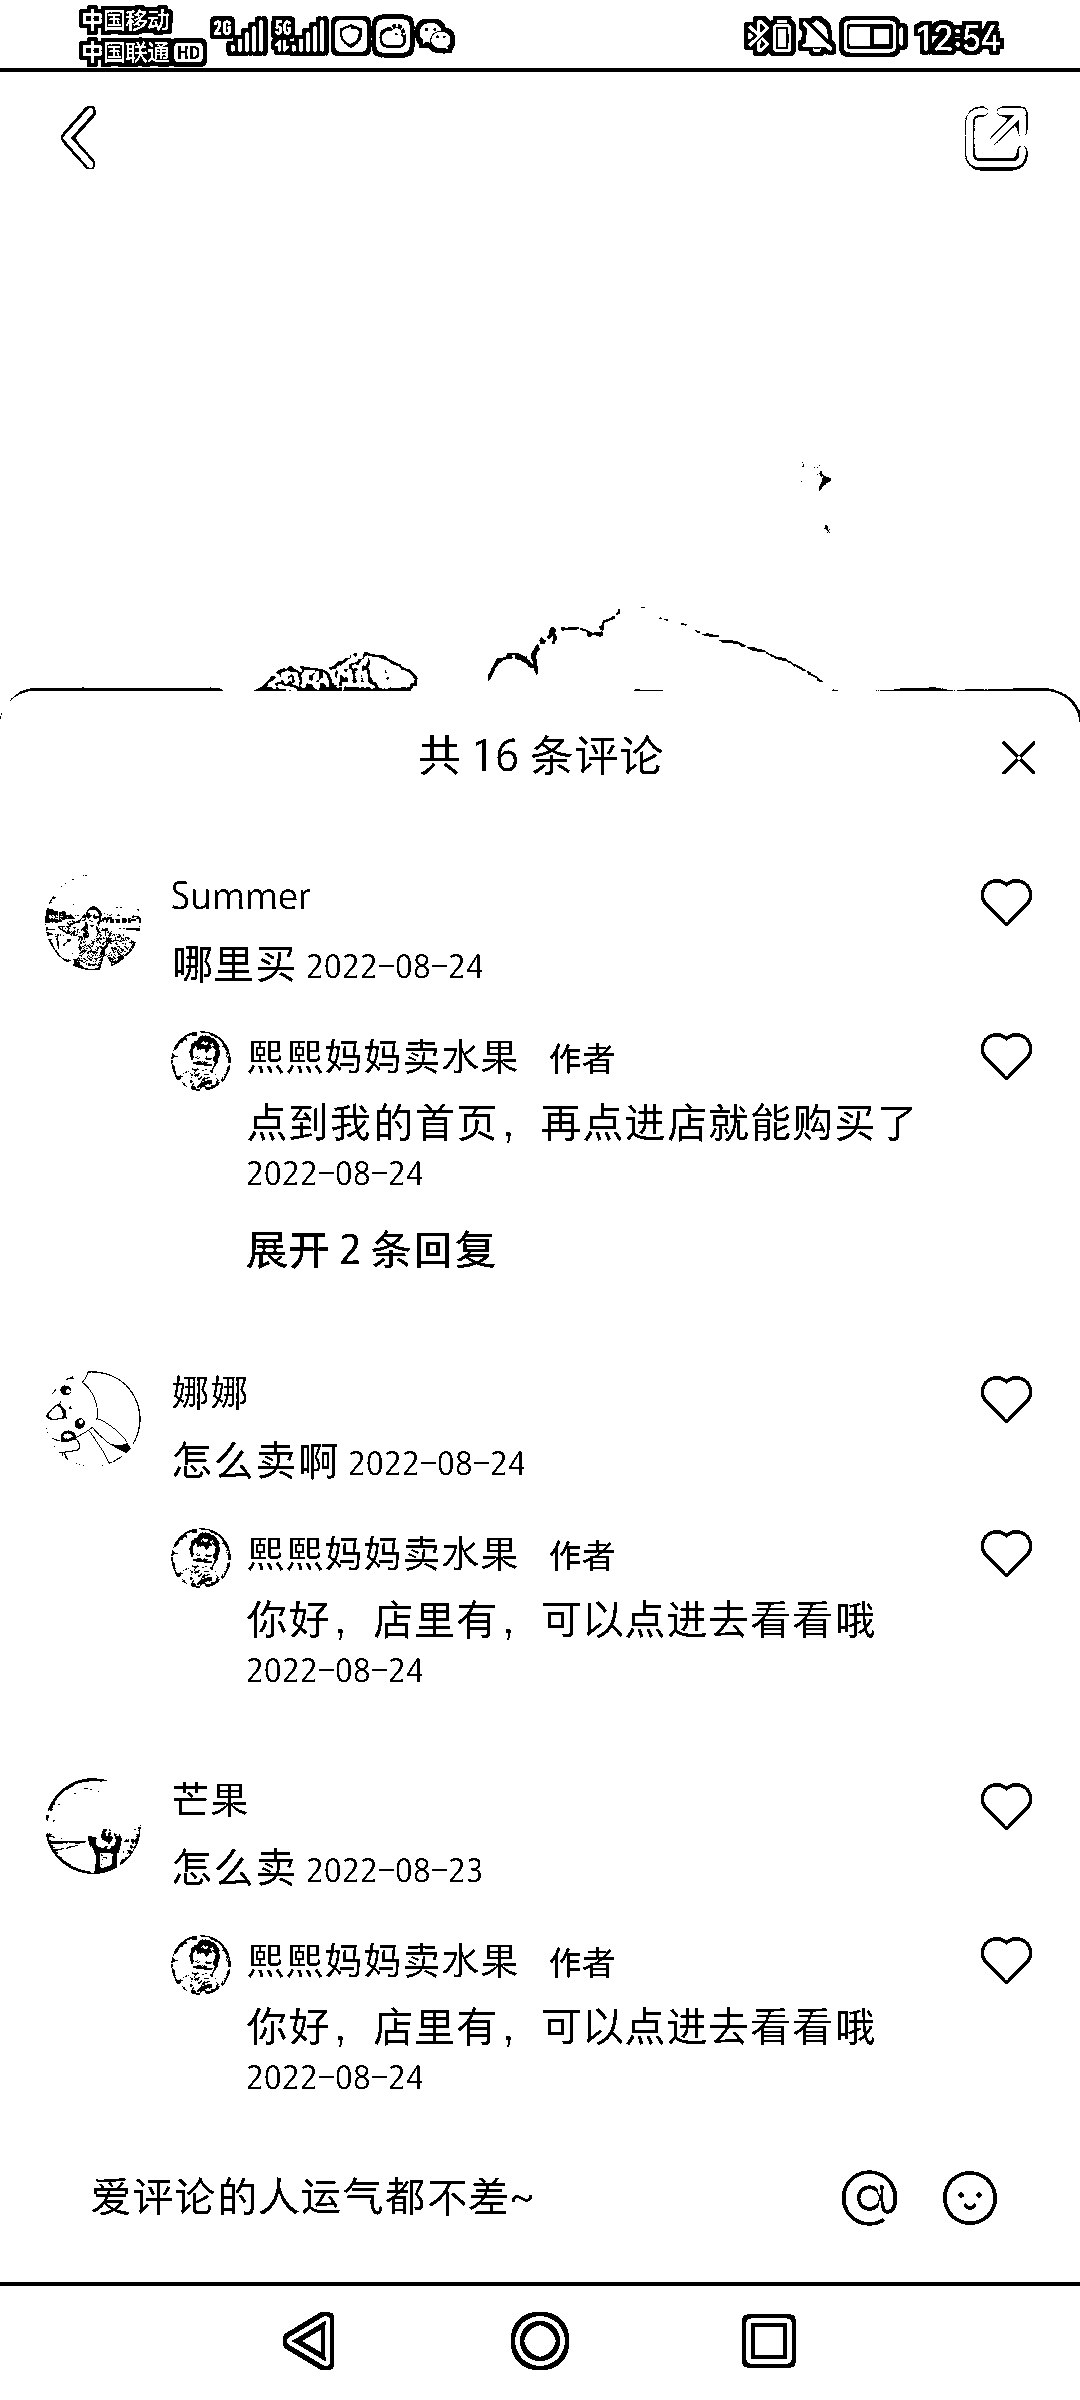 中国移动
中国联通 HD
2G 5G 12:54
共 16 条评论
Summer
哪里买 2022-08-24
熙熙妈妈卖水果 作者
点到我的首页，再点进店就能购买了
2022-08-24
展开 2 条回复
娜娜
怎么卖啊 2022-08-24
熙熙妈妈卖水果 作者
你好，店里有，可以点进去看看哦
2022-08-24
芒果
怎么卖 2022-08-23
熙熙妈妈卖水果 作者
你好，店里有，可以点进去看看哦
2022-08-24
爱评论的人运气都不差~